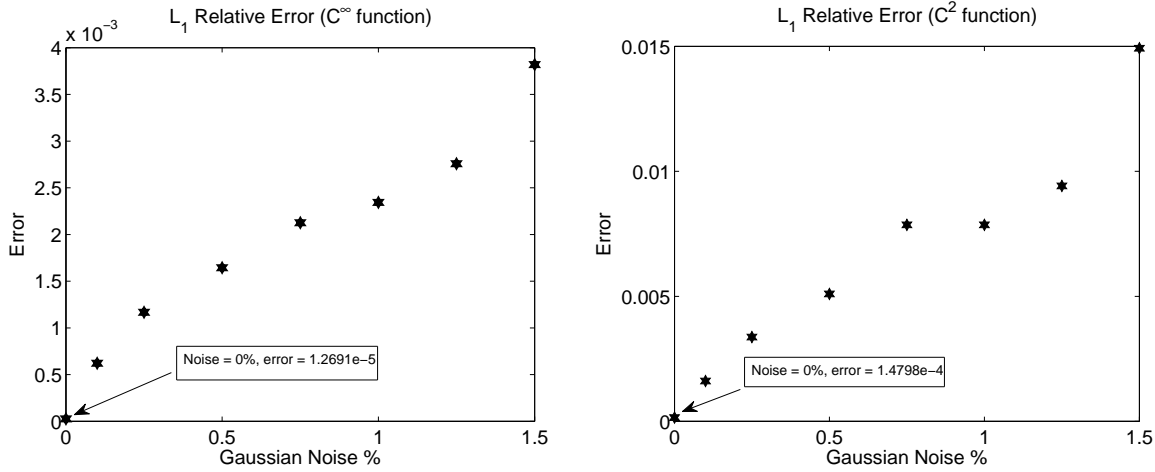 L₁ Relative Error (C∞ function)
x 10⁻³
4
3.5
3
2.5
2
1.5
1
0.5
0
Error
Noise = 0%, error = 1.2691e−5
0 0.5 1 1.5
Gaussian Noise %
L₁ Relative Error (C² function)
0.015
0.01
0.005
0
Error
Noise = 0%, error = 1.4798e−4
0 0.5 1 1.5
Gaussian Noise %